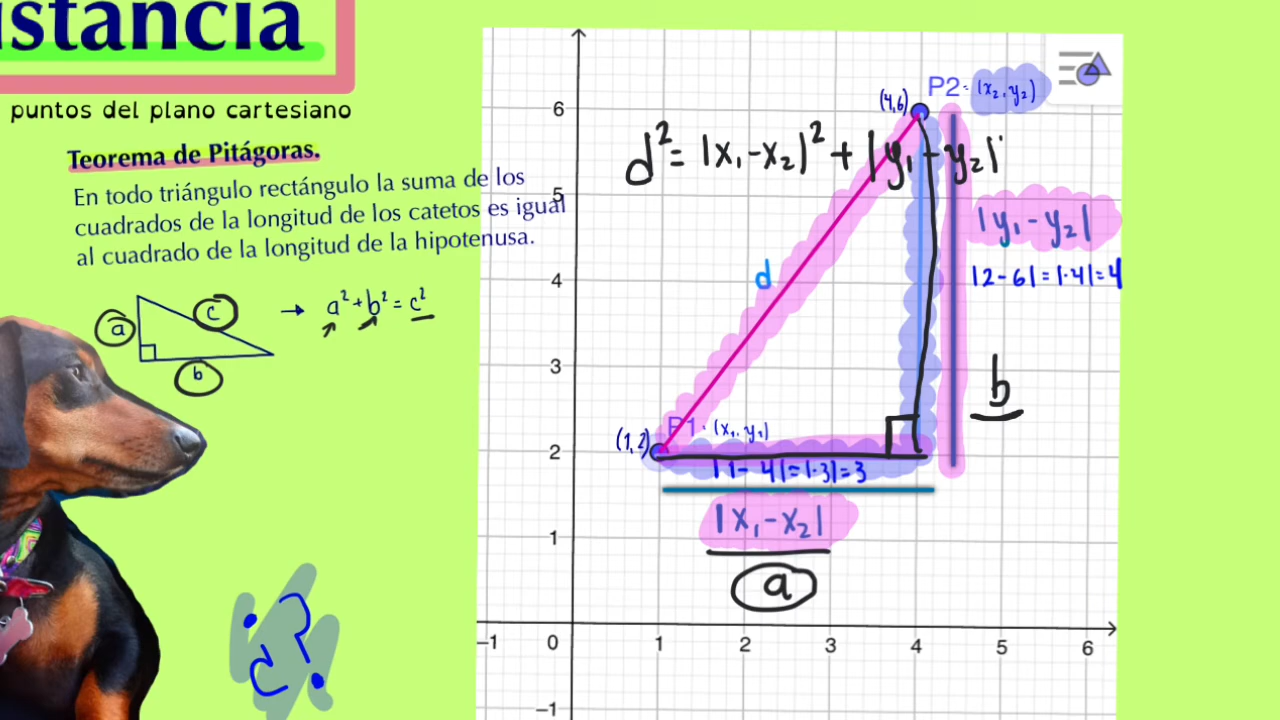 istancia
puntos del plano cartesiano
Teorema de Pitágoras.
En todo triángulo rectángulo la suma de los
cuadrados de la longitud de los catetos es igual
al cuadrado de la longitud de la hipotenusa.
a
c
b
→ a² + b² = c²
¿?
P2 = (x₂, y₂)
(4,6)
d² = |x₁ - x₂|² + |y₁ - y₂|
|y₁ - y₂|
|2 - 6| = |-4| = 4
d
b
P1 = (x₁, y₁)
(1,2)
|1 - 4| = |-3| = 3
|x₁ - x₂|
a
6
5
4
3
2
1
0
-1
-1
1
2
3
4
5
6